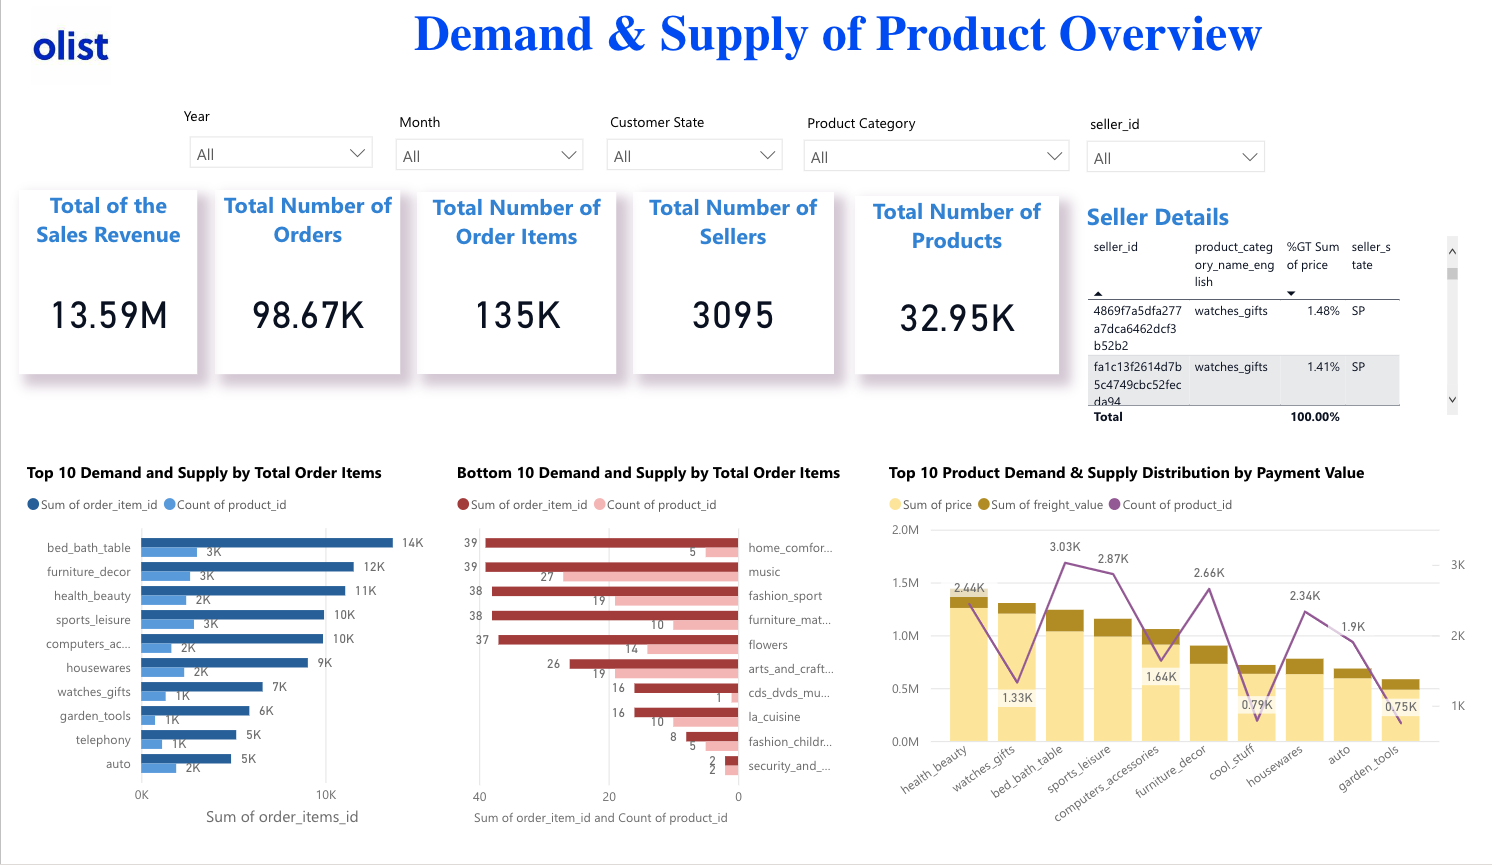 olist
Demand & Supply of Product Overview
Year
Month
Customer State
Product Category
seller_id
All
All
All
All
All
Total of the
Sales Revenue
13.59M
Total Number of
Orders
98.67K
Total Number of
Order Items
135K
Total Number of
Sellers
3095
Total Number of
Products
32.95K
Seller Details
seller_id
product_categ
ory_name_eng
lish
%GT Sum
of price
seller_s
tate
4869f7a5dfa277
a7dca6462dcf3
b52b2
watches_gifts
1.48%
SP
fa1c13f2614d7b
5c4749cbc52fec
da94
watches_gifts
1.41%
SP
Total
100.00%
Top 10 Demand and Supply by Total Order Items
Sum of order_item_id
Count of product_id
bed_bath_table
14K
3K
furniture_decor
12K
3K
health_beauty
11K
2K
sports_leisure
10K
3K
computers_ac...
10K
2K
housewares
9K
2K
watches_gifts
7K
1K
garden_tools
6K
1K
telephony
5K
1K
auto
5K
2K
0K
10K
Sum of order_items_id
Bottom 10 Demand and Supply by Total Order Items
Sum of order_item_id
Count of product_id
39
5
home_comfor...
39
27
music
38
19
fashion_sport
38
10
furniture_mat...
37
14
flowers
26
19
arts_and_craft...
16
1
cds_dvds_mu...
16
10
la_cuisine
8
5
fashion_childr...
2
2
security_and_...
40
20
0
Sum of order_item_id and Count of product_id
Top 10 Product Demand & Supply Distribution by Payment Value
Sum of price
Sum of freight_value
Count of product_id
2.0M
1.5M
1.0M
0.5M
0.0M
3K
2K
1K
2.44K
1.33K
3.03K
2.87K
1.64K
2.66K
0.79K
2.34K
1.9K
0.75K
health_beauty
watches_gifts
bed_bath_table
sports_leisure
computers_accessories
furniture_decor
cool_stuff
housewares
auto
garden_tools